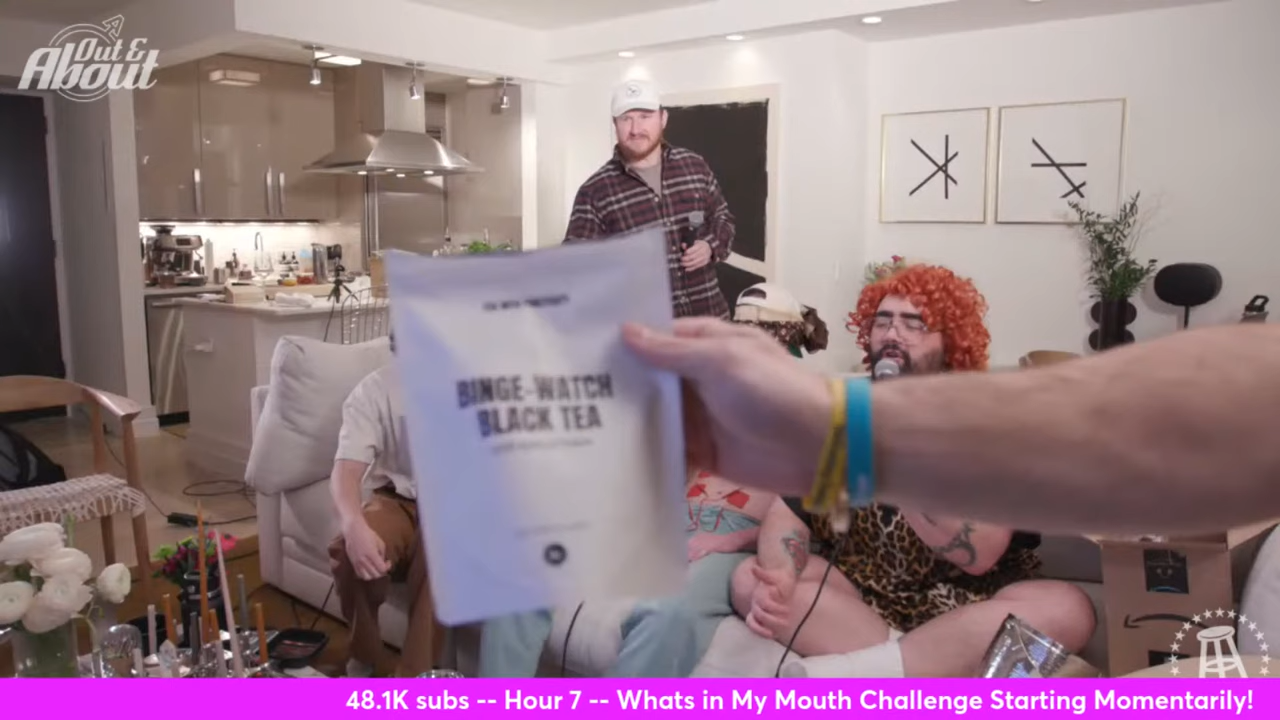 Out &
About
BINGE-WATCH
BLACK TEA
48.1K subs -- Hour 7 -- Whats in My Mouth Challenge Starting Momentarily!